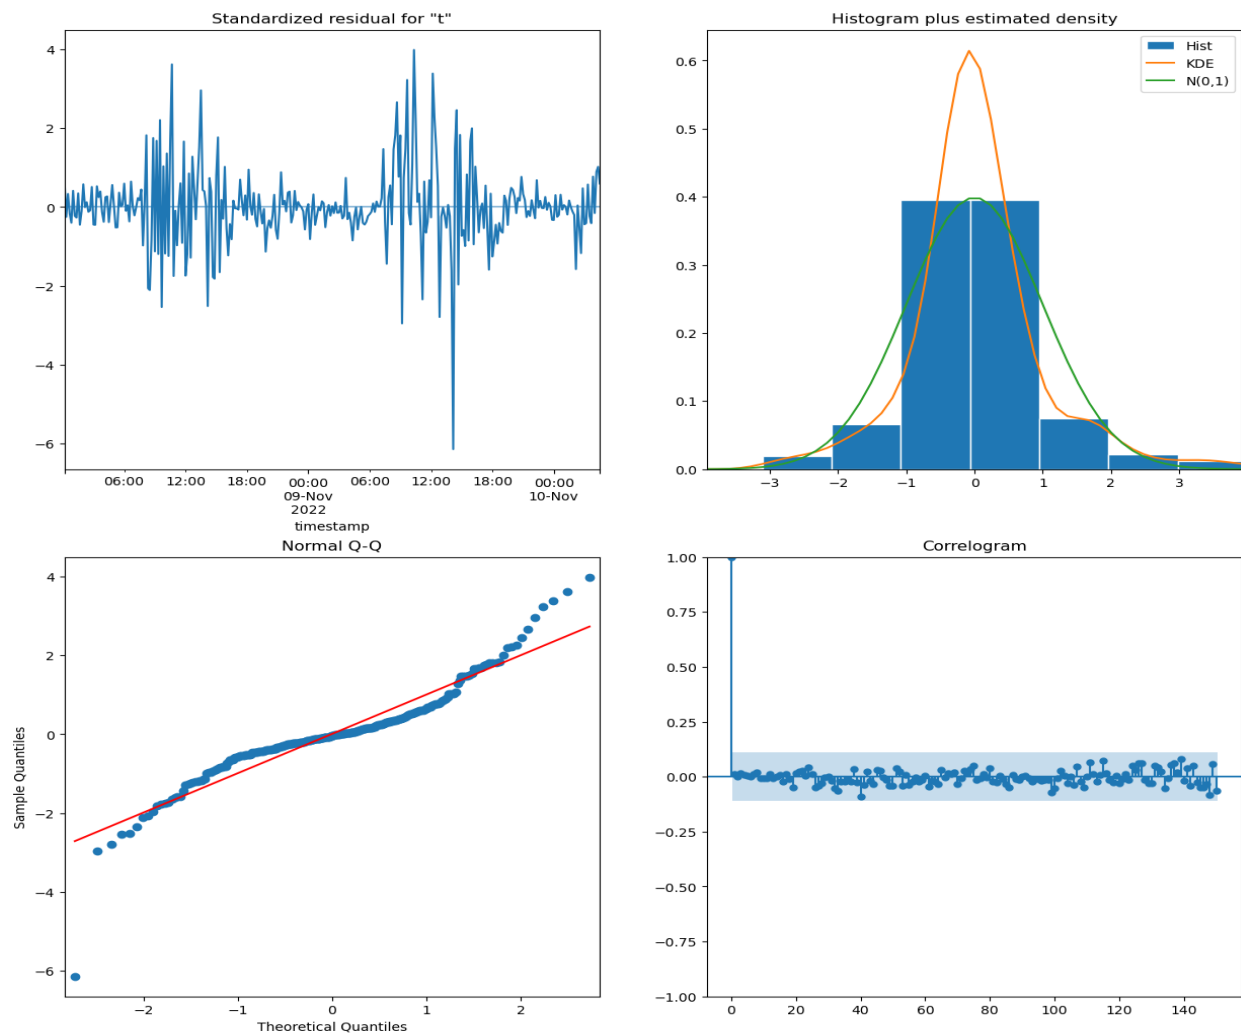 Standardized residual for "t"
4
2
0
−2
−4
−6
06:00 12:00 18:00 00:00 06:00 12:00 18:00 00:00
09-Nov 10-Nov
2022
timestamp
Histogram plus estimated density
Hist
KDE
N(0,1)
0.6
0.5
0.4
0.3
0.2
0.1
0.0
−3 −2 −1 0 1 2 3
Normal Q-Q
Sample Quantiles
4
2
0
−2
−4
−6
−2 −1 0 1 2
Theoretical Quantiles
Correlogram
1.00
0.75
0.50
0.25
0.00
−0.25
−0.50
−0.75
−1.00
0 20 40 60 80 100 120 140